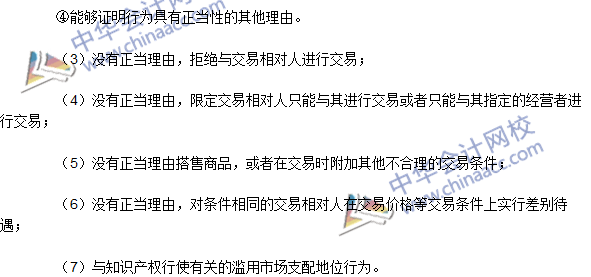 ④能够证明行为具有正当性的其他理由。
（3）没有正当理由，拒绝与交易相对人进行交易；
（4）没有正当理由，限定交易相对人只能与其进行交易或者只能与其指定的经营者进
行交易；
（5）没有正当理由搭售商品，或者在交易时附加其他不合理的交易条件；
（6）没有正当理由，对条件相同的交易相对人在交易价格等交易条件上实行差别待
遇；
（7）与知识产权行使有关的滥用市场支配地位行为。
中华会计网校
www.chinaacc.com
中华会计网校
www.chinaacc.com